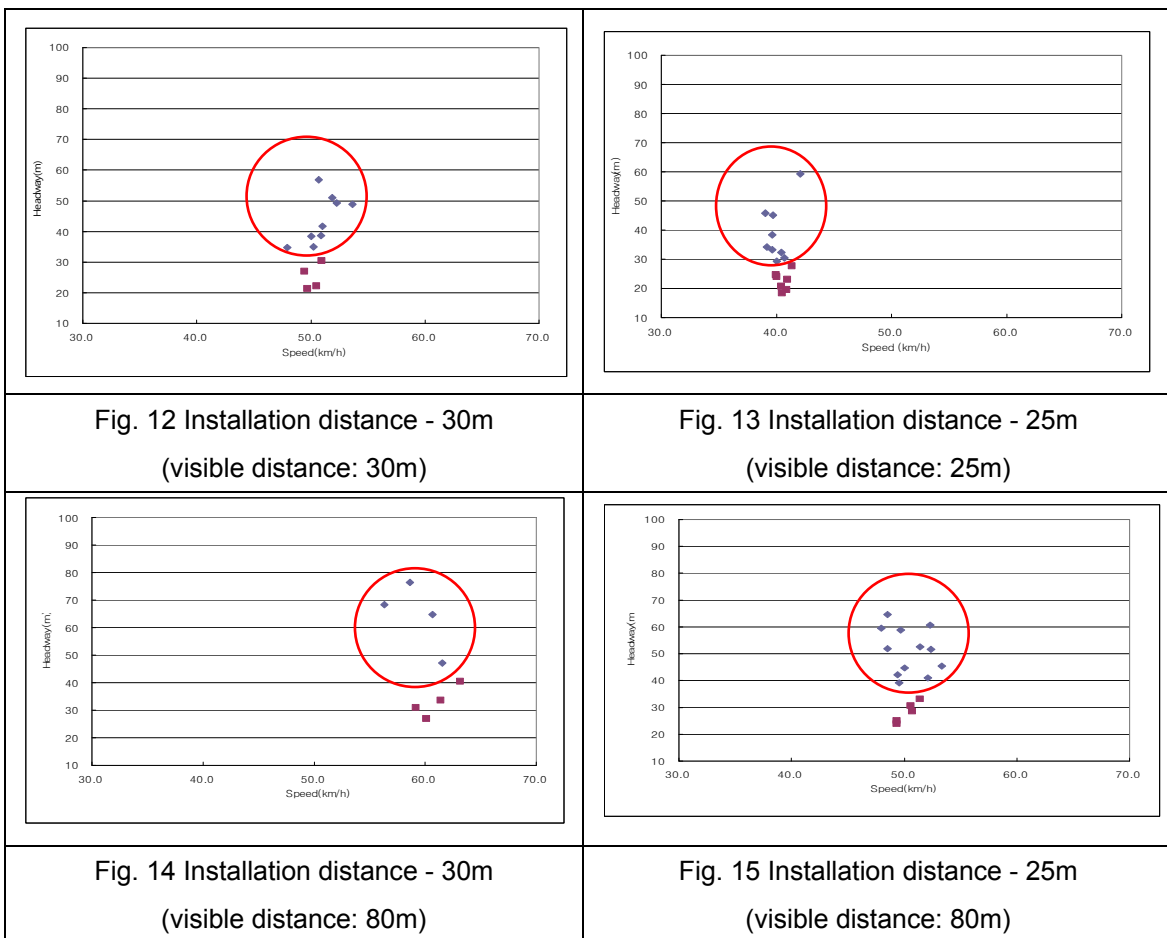 100
90
80
70
60
50
40
30
20
10
Headway(m)
30.0 40.0 50.0 60.0 70.0
Speed(km/h)
100
90
80
70
60
50
40
30
20
10
Headway(m)
30.0 40.0 50.0 60.0 70.0
Speed (km/h)
Fig. 12 Installation distance - 30m
(visible distance: 30m)
Fig. 13 Installation distance - 25m
(visible distance: 25m)
100
90
80
70
60
50
40
30
20
10
Headway(m)
30.0 40.0 50.0 60.0 70.0
Speed(km/h)
100
90
80
70
60
50
40
30
20
10
Headway(m
30.0 40.0 50.0 60.0 70.0
Speed(km/h)
Fig. 14 Installation distance - 30m
(visible distance: 80m)
Fig. 15 Installation distance - 25m
(visible distance: 80m)